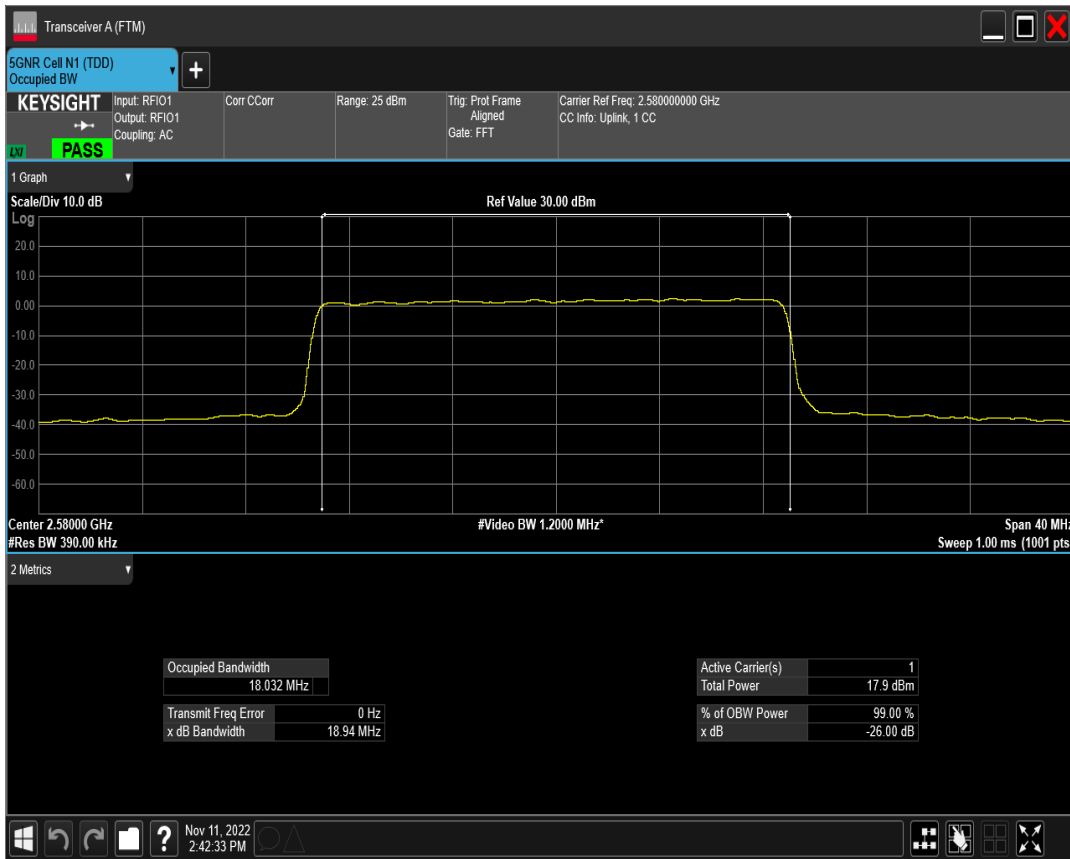 Transceiver A (FTM)
5GNR Cell N1 (TDD)
Occupied BW
+
KEYSIGHT
LXI
PASS
Input: RFIO1
Output: RFIO1
Coupling: AC
Corr CCorr
Range: 25 dBm
Trig: Prot Frame
Aligned
Gate: FFT
Carrier Ref Freq: 2.580000000 GHz
CC Info: Uplink, 1 CC
1 Graph
Scale/Div 10.0 dB
Ref Value 30.00 dBm
Log
20.0
10.0
0.00
-10.0
-20.0
-30.0
-40.0
-50.0
-60.0
Center 2.58000 GHz
#Video BW 1.2000 MHz*
Span 40 MHz
#Res BW 390.00 kHz
Sweep 1.00 ms (1001 pts
2 Metrics
Occupied Bandwidth
18.032 MHz
Transmit Freq Error 0 Hz
x dB Bandwidth 18.94 MHz
Active Carrier(s) 1
Total Power 17.9 dBm
% of OBW Power 99.00 %
x dB -26.00 dB
?
Nov 11, 2022
2:42:33 PM